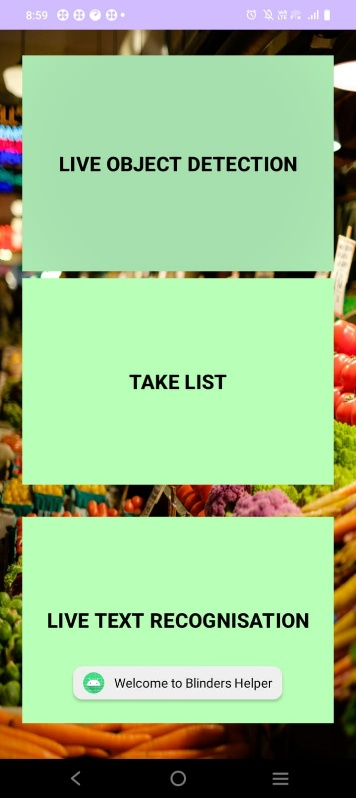 8:59
LIVE OBJECT DETECTION
TAKE LIST
LIVE TEXT RECOGNISATION
Welcome to Blinders Helper